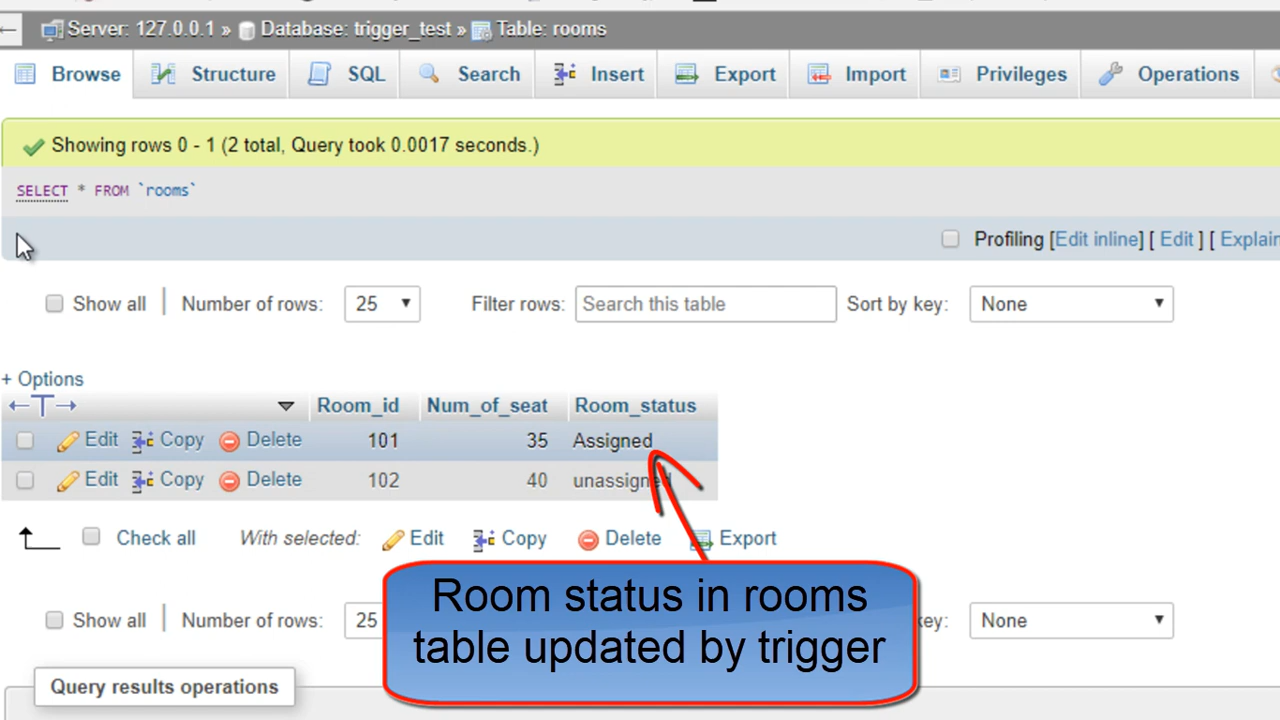 Server: 127.0.0.1 » Database: trigger_test » Table: rooms
Browse Structure SQL Search Insert Export Import Privileges Operations
Showing rows 0 - 1 (2 total, Query took 0.0017 seconds.)
SELECT * FROM `rooms`
Profiling [Edit inline] [ Edit ] [ Explain
Show all Number of rows: 25 Filter rows: Search this table Sort by key: None
+ Options
←T→ Room_id Num_of_seat Room_status
Edit Copy Delete 101 35 Assigned
Edit Copy Delete 102 40 unassigned
Check all With selected: Edit Copy Delete Export
Room status in rooms
table updated by trigger
Show all Number of rows: 25 key: None
Query results operations